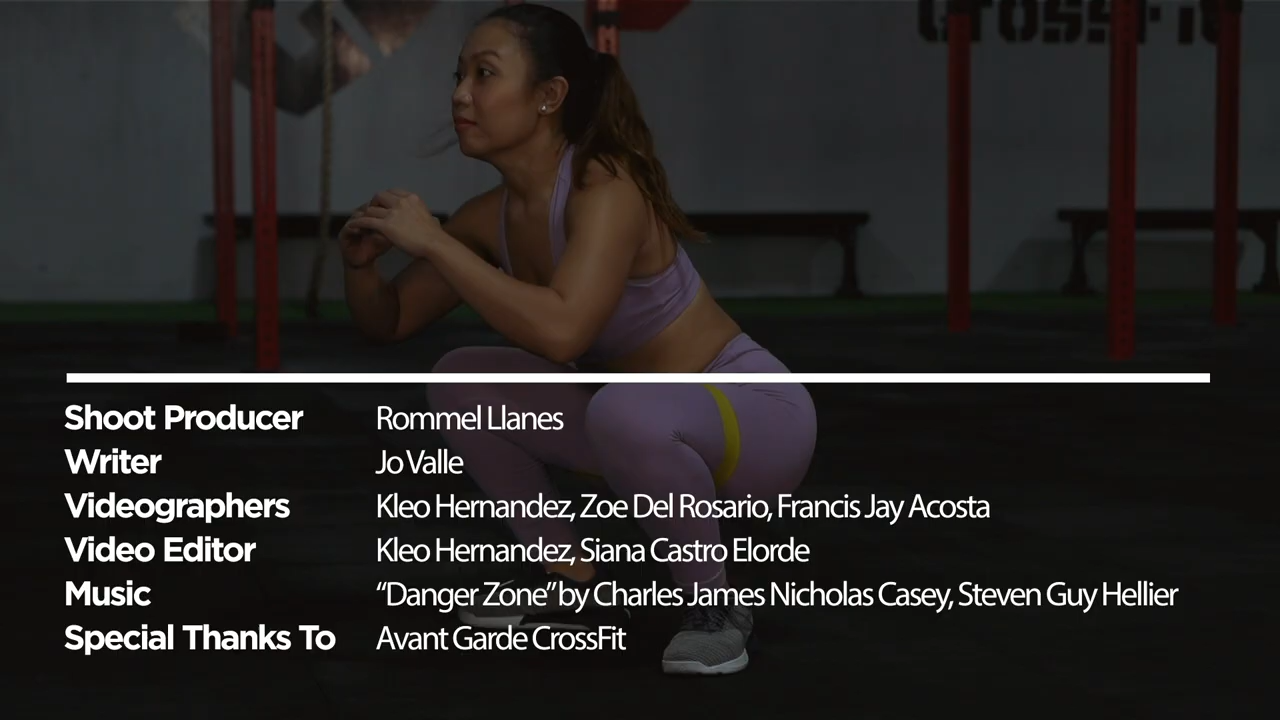 CrossFit
Shoot Producer Rommel Llanes
Writer Jo Valle
Videographers Kleo Hernandez, Zoe Del Rosario, Francis Jay Acosta
Video Editor Kleo Hernandez, Siana Castro Elorde
Music “Danger Zone” by Charles James Nicholas Casey, Steven Guy Hellier
Special Thanks To Avant Garde CrossFit